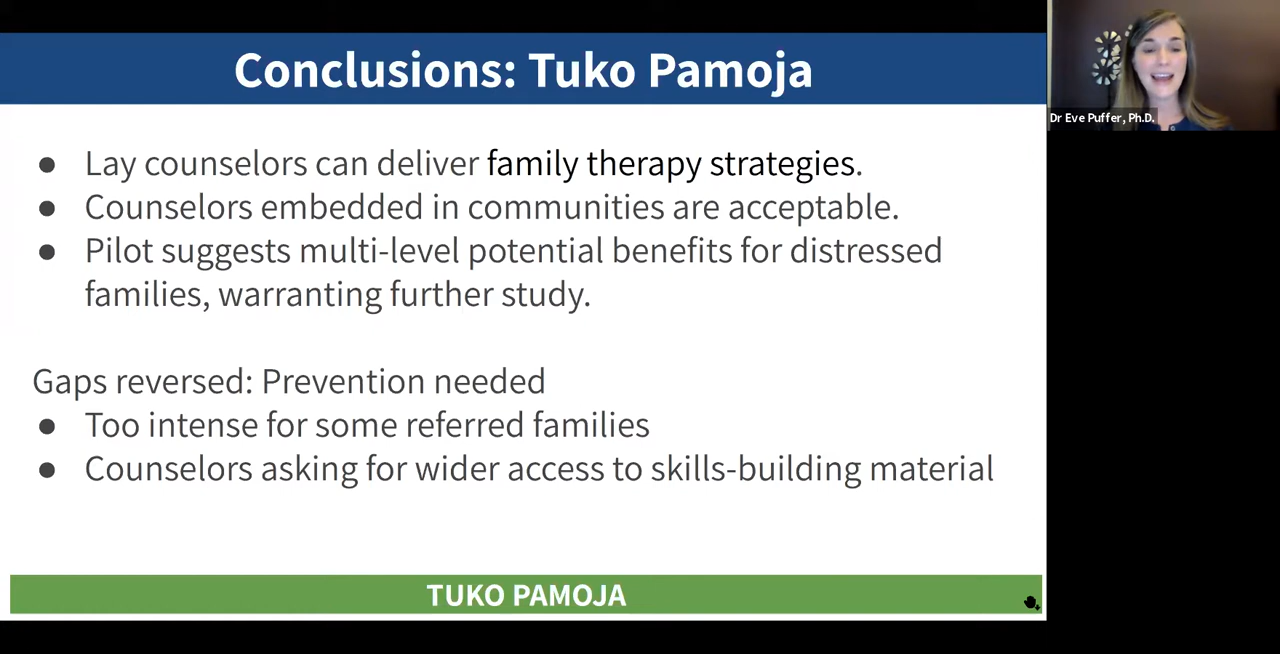 Conclusions: Tuko Pamoja
Dr Eve Puffer, Ph.D.
● Lay counselors can deliver family therapy strategies.
● Counselors embedded in communities are acceptable.
● Pilot suggests multi-level potential benefits for distressed
families, warranting further study.
Gaps reversed: Prevention needed
● Too intense for some referred families
● Counselors asking for wider access to skills-building material
TUKO PAMOJA